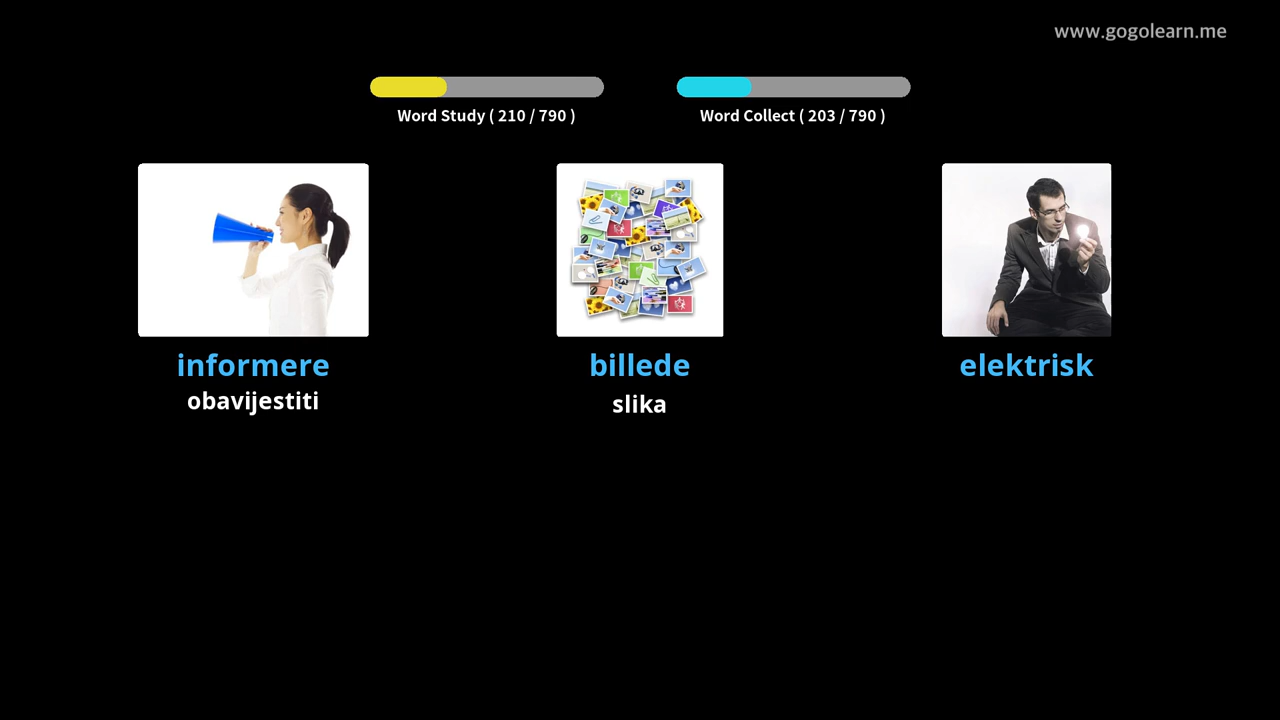 www.gogolearn.me
Word Study ( 210 / 790 )
Word Collect ( 203 / 790 )
informere
obavijestiti
billede
slika
elektrisk